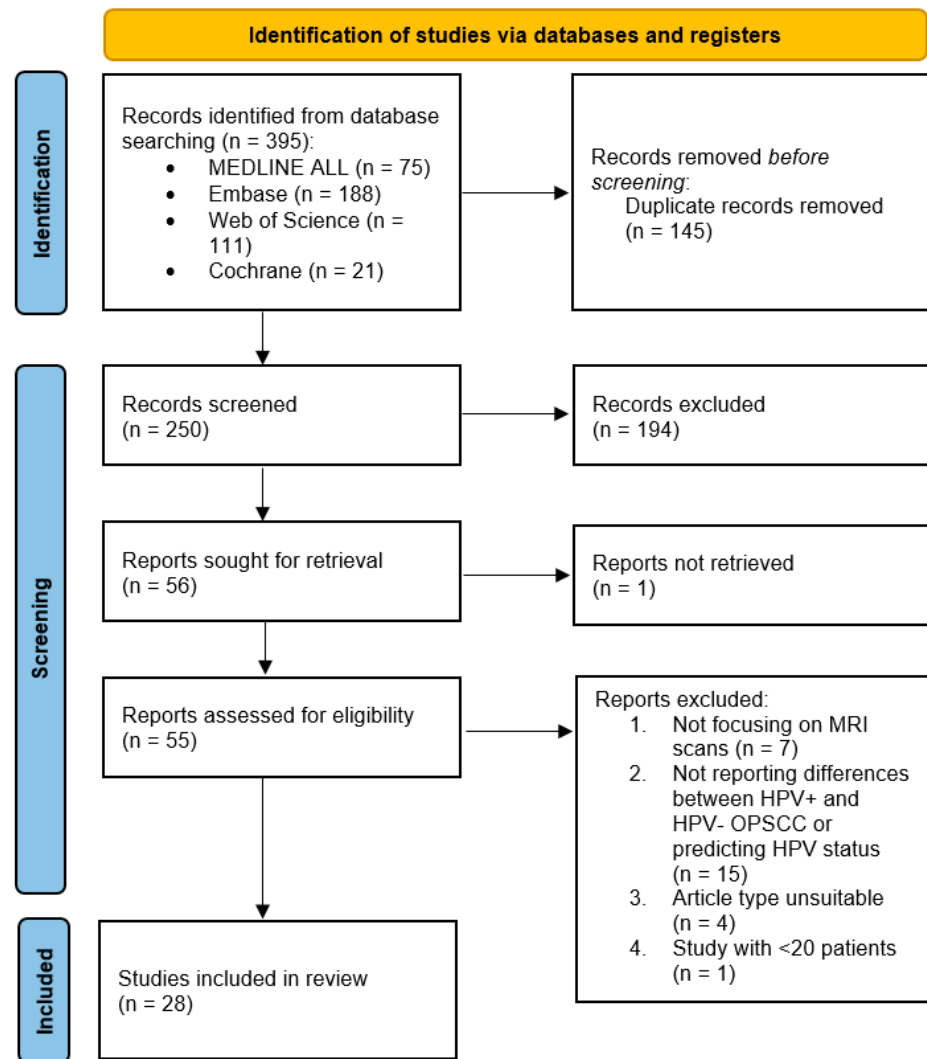 Identification of studies via databases and registers
Identification
Records identified from database
searching (n = 395):
• MEDLINE ALL (n = 75)
• Embase (n = 188)
• Web of Science (n =
111)
• Cochrane (n = 21)
Records removed before
screening:
Duplicate records removed
(n = 145)
Screening
Records screened
(n = 250)
Records excluded
(n = 194)
Reports sought for retrieval
(n = 56)
Reports not retrieved
(n = 1)
Reports assessed for eligibility
(n = 55)
Reports excluded:
1. Not focusing on MRI
scans (n = 7)
2. Not reporting differences
between HPV+ and
HPV- OPSCC or
predicting HPV status
(n = 15)
3. Article type unsuitable
(n = 4)
4. Study with <20 patients
(n = 1)
Included
Studies included in review
(n = 28)